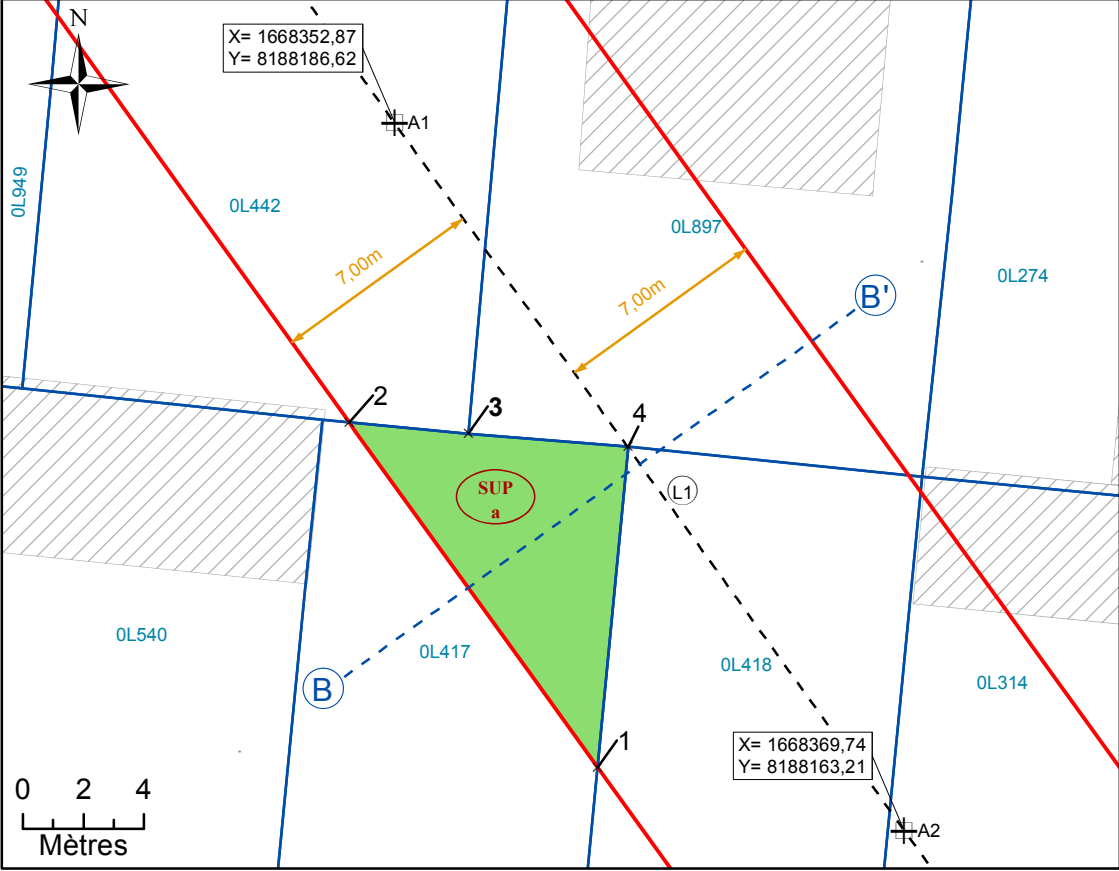 N
X= 1668352,87
Y= 8188186,62
A1
0L949
0L442
0L897
0L274
7,00m
7,00m
B'
2
3
4
SUP
a
L1
0L540
0L417
0L418
0L314
B
1
X= 1668369,74
Y= 8188163,21
A2
0 2 4
Mètres